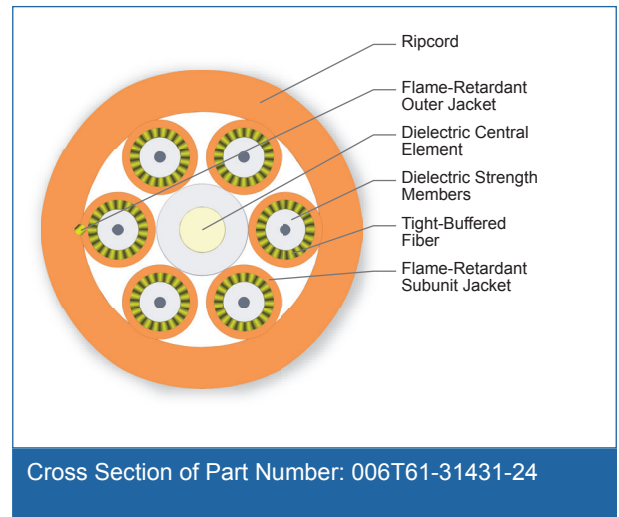 Ripcord
Flame-Retardant
Outer Jacket
Dielectric Central
Element
Dielectric Strength
Members
Tight-Buffered
Fiber
Flame-Retardant
Subunit Jacket
Cross Section of Part Number: 006T61-31431-24